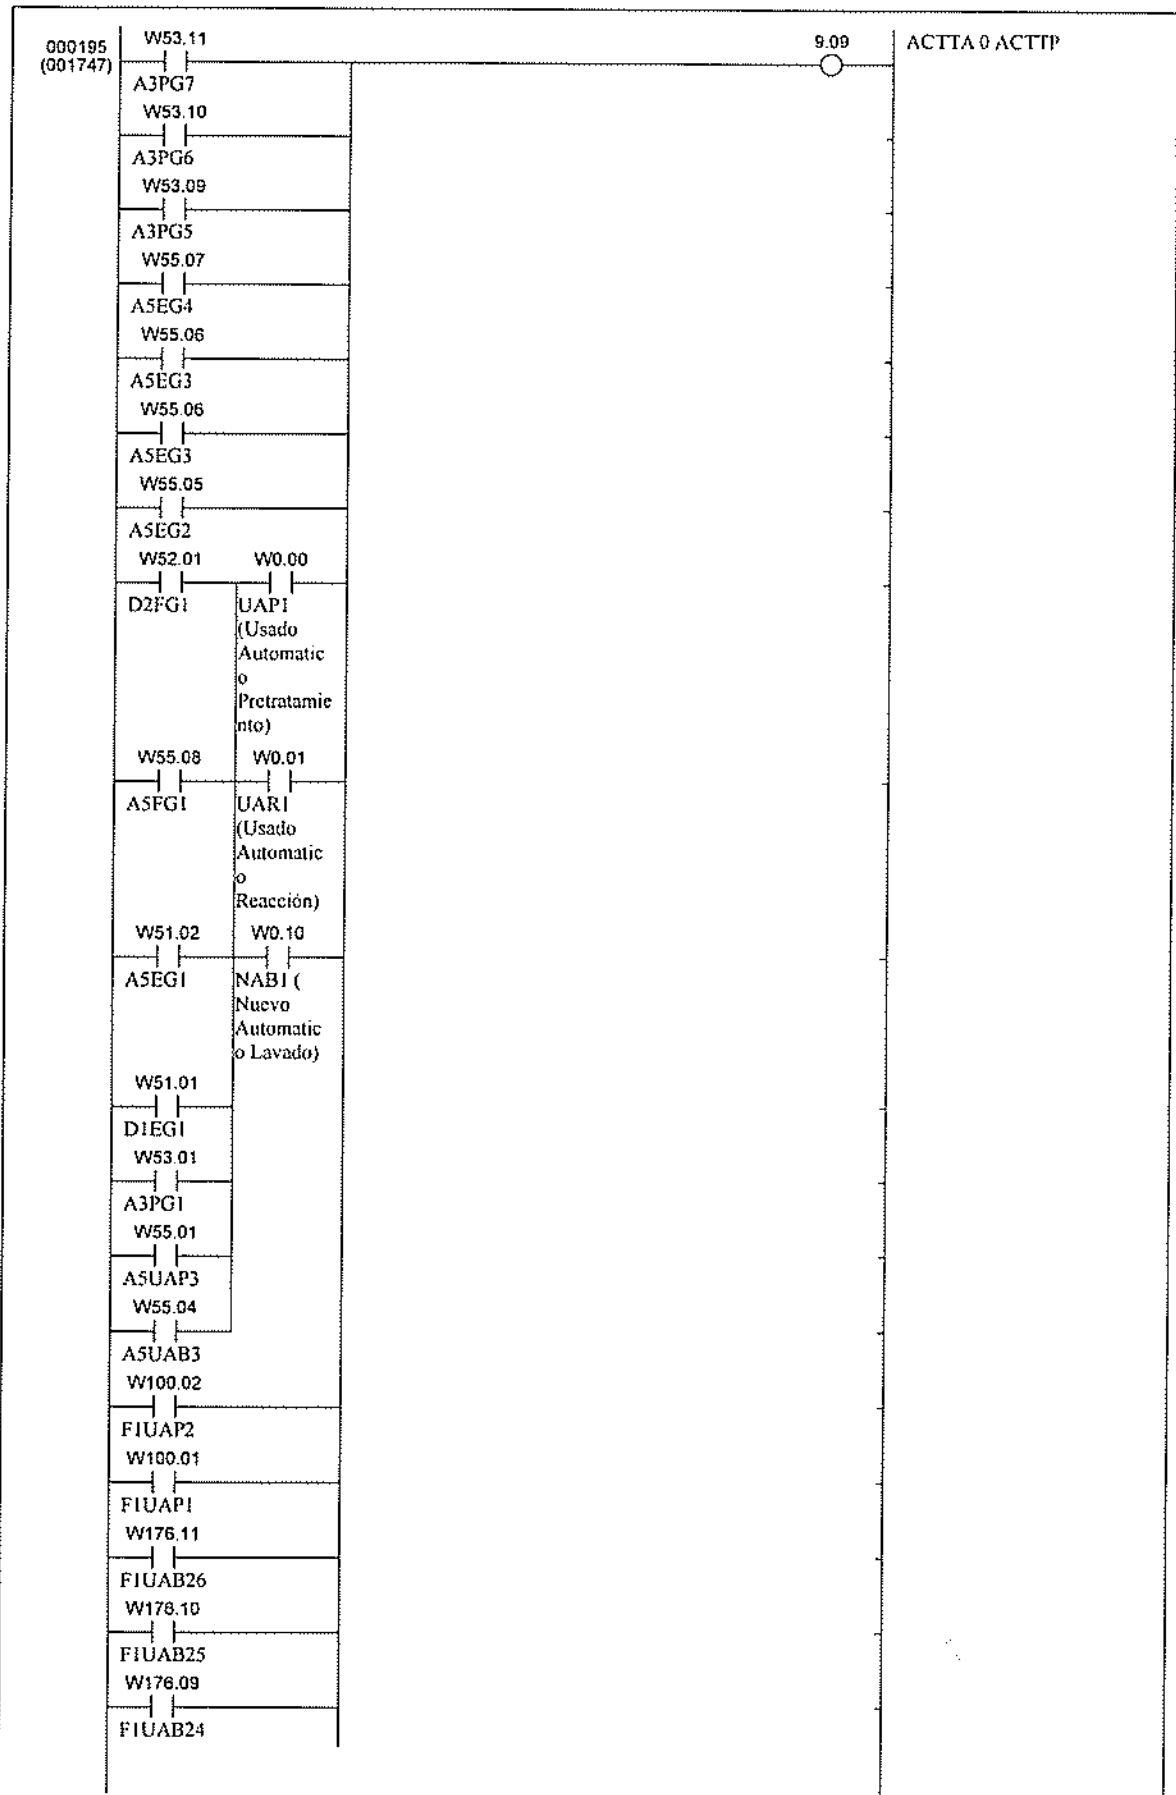 000195
(001747)
W53.11
A3PG7
9.09
ACTTA 0 ACTTP
W53.10
A3PG6
W53.09
A3PG5
W55.07
A5EG4
W55.06
A5EG3
W55.06
A5EG3
W55.05
A5EG2
W52.01 W0.00
D2FG1 UAP1
(Usado
Automatic
o
Pretratamie
nto)
W55.08 W0.01
A5FG1 UAR1
(Usado
Automatic
o
Reacción)
W51.02 W0.10
A5EG1 NAB1 (
Nuevo
Automatic
o Lavado)
W51.01
D1EG1
W53.01
A3PG1
W55.01
A5UAP3
W55.04
A5UAB3
W100.02
F1UAP2
W100.01
F1UAP1
W176.11
F1UAB26
W176.10
F1UAB25
W176.09
F1UAB24